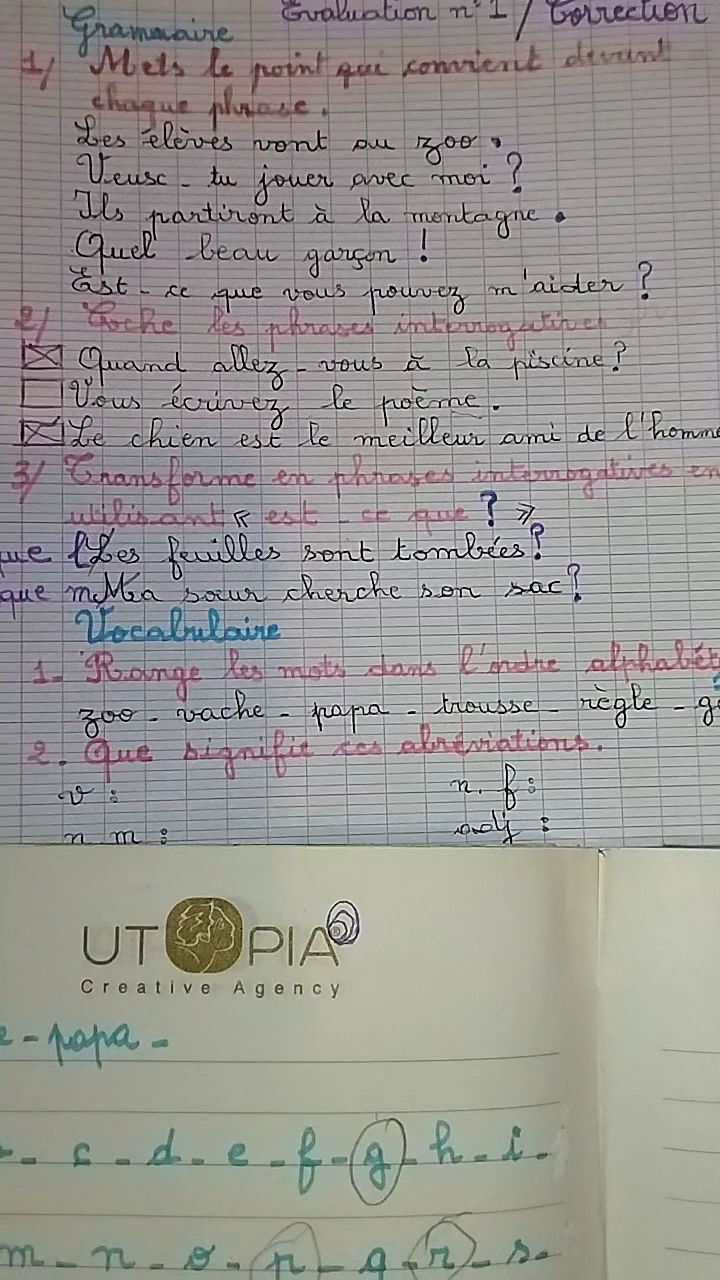 Evaluation n°1 / Correction
Grammaire
1/ Mets le point qui convient devant
chaque phrase.
Les élèves vont au zoo.
Veusc-tu jouer avec moi ?
Ils partiront à la montagne.
Quel beau garçon !
Est-ce que vous pouvez m'aider ?
2/ Coche les phrases interrogatives
Quand allez-vous à la piscine ?
Vous écrivez le poème.
Le chien est le meilleur ami de l'homme
3/ Transforme en phrases interrogatives en
utilisant « est-ce que ? »
que Les feuilles sont tombées ?
que Ma sœur cherche son sac ?
Vocabulaire
1. Range les mots dans l'ordre alphabét
zoo - vache - papa - trousse - règle - g
2. Que signifie ces abréviations.
v : n. f :
n m : adj :
UTOPIA
Creative Agency
e - papa -
- c - d - e - f - g - h - i -
m - n - o - p - q - r - s -